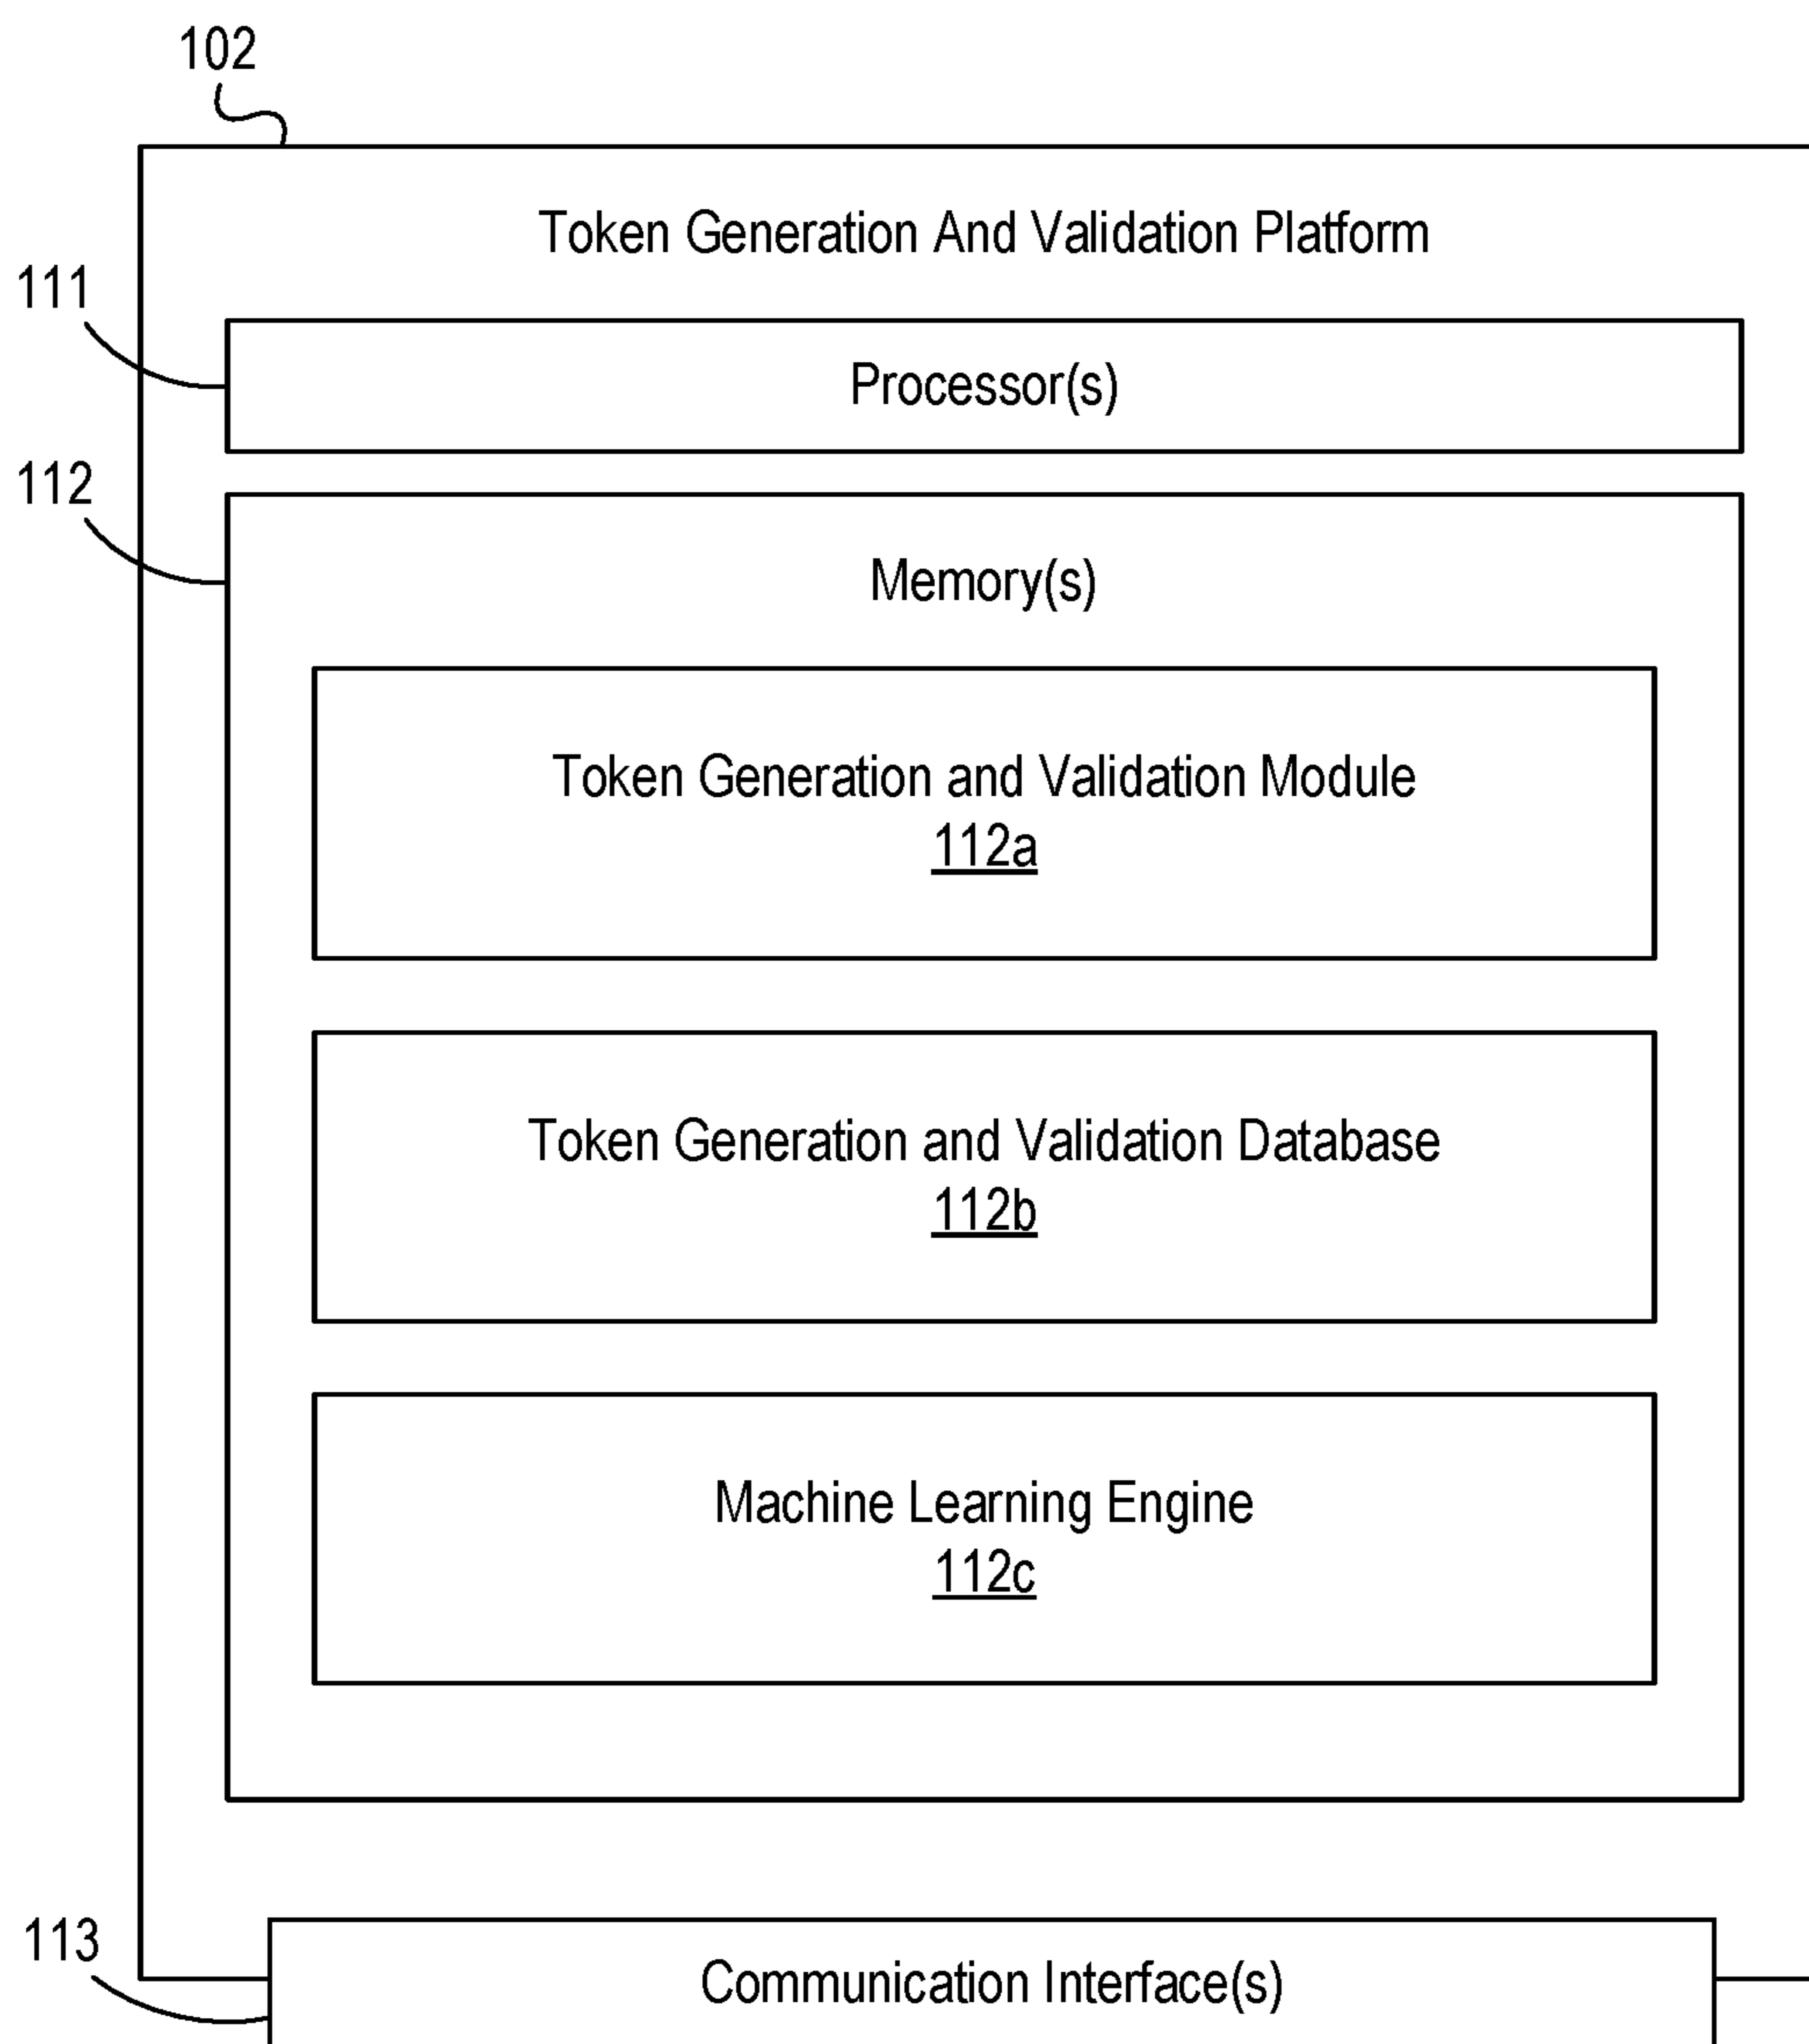 102
Token Generation And Validation Platform
111
Processor(s)
112
Memory(s)
Token Generation and Validation Module
112a
Token Generation and Validation Database
112b
Machine Learning Engine
112c
113
Communication Interface(s)